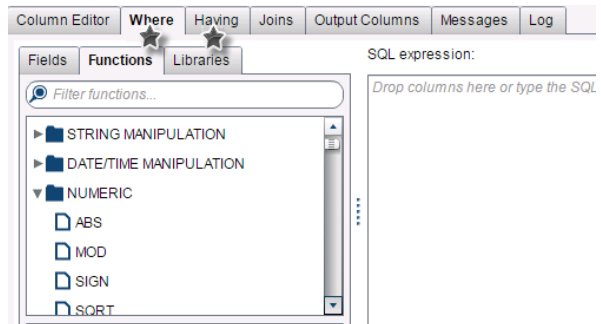 Column Editor Where Having Joins Output Columns Messages Log
Fields Functions Libraries
SQL expression:
Filter functions...
Drop columns here or type the SQL
STRING MANIPULATION
DATE/TIME MANIPULATION
NUMERIC
ABS
MOD
SIGN
SQRT